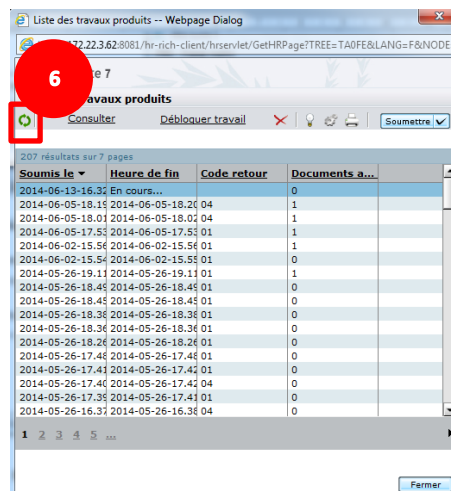 Liste des travaux produits -- Webpage Dialog
72.22.3.62:8081/hr-rich-client/hrservlet/GetHRPage?TREE=TA0FE&LANG=F&NODE
6
e 7
avaux produits
Consulter Débloquer travail Soumettre
207 résultats sur 7 pages
Soumis le Heure de fin Code retour Documents a...
2014-06-13-16.32 En cours... 0
2014-06-05-18.19 2014-06-05-18.20 04 1
2014-06-05-18.01 2014-06-05-18.02 04 1
2014-06-05-17.53 2014-06-05-17.53 01 1
2014-06-02-15.56 2014-06-02-15.56 01 1
2014-06-02-15.54 2014-06-02-15.55 01 0
2014-05-26-19.11 2014-05-26-19.11 01 1
2014-05-26-18.49 2014-05-26-18.49 01 0
2014-05-26-18.45 2014-05-26-18.45 01 0
2014-05-26-18.38 2014-05-26-18.38 01 0
2014-05-26-18.36 2014-05-26-18.36 01 0
2014-05-26-18.26 2014-05-26-18.26 01 0
2014-05-26-17.48 2014-05-26-17.48 01 0
2014-05-26-17.41 2014-05-26-17.42 01 0
2014-05-26-17.40 2014-05-26-17.42 04 0
2014-05-26-17.39 2014-05-26-17.41 01 0
2014-05-26-16.37 2014-05-26-16.38 04 0
1 2 3 4 5 ...
Fermer